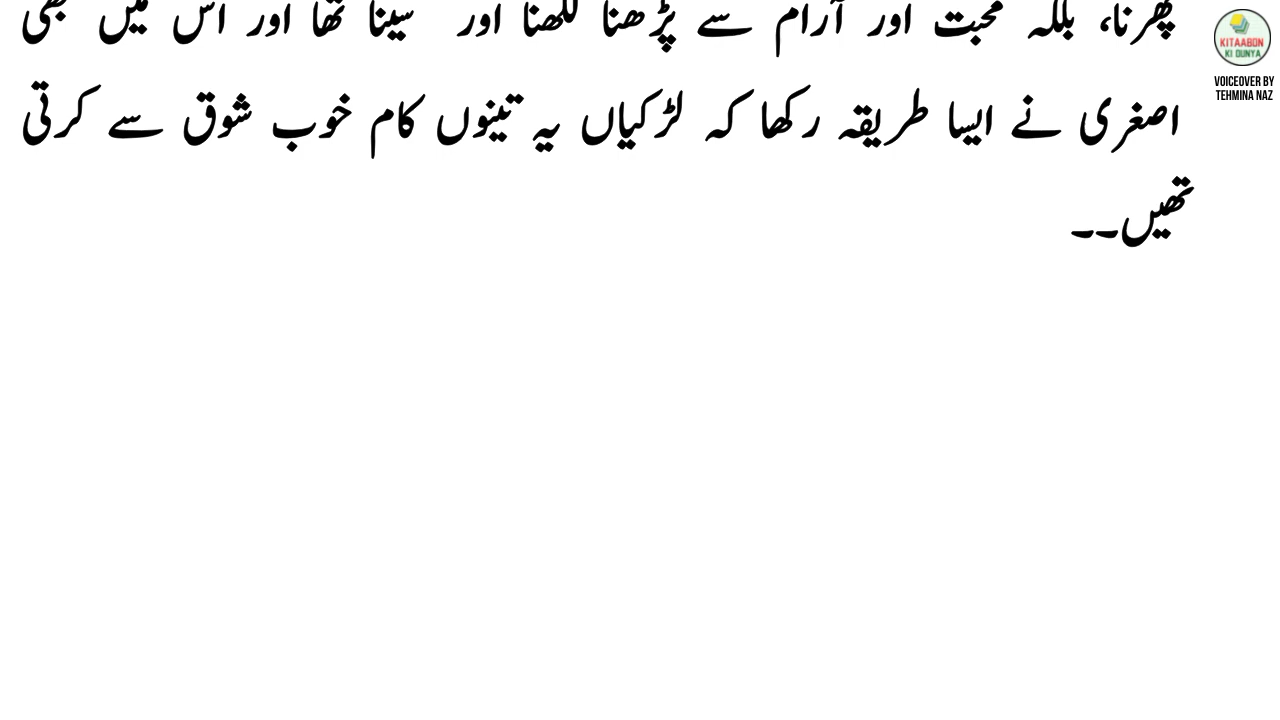 پھرنا، بلکہ محبت اور آرام سے پڑھنا لکھنا اور سینا تھا اور اس میں بھی
اصغری نے ایسا طریقہ رکھا کہ لڑکیاں یہ تینوں کام خوب شوق سے کرتی
تھیں۔۔
KITAABON
KI DUNYA
VOICEOVER BY
TEHMINA NAZ